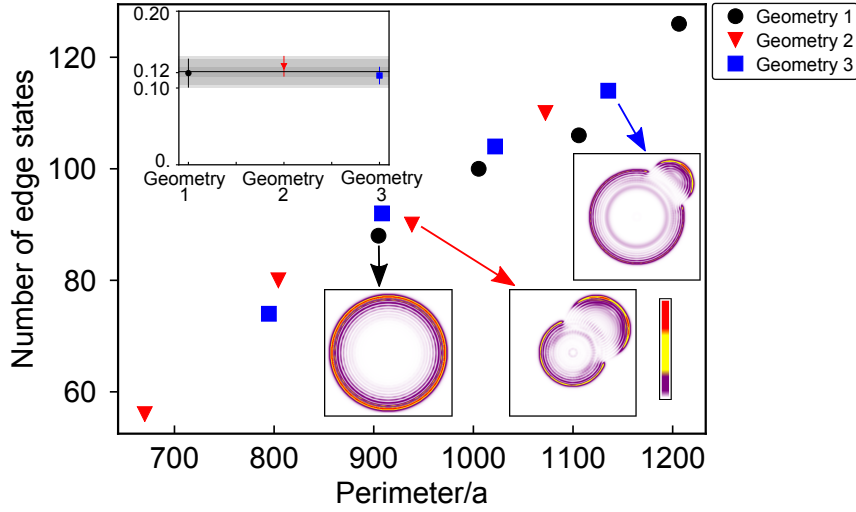 Geometry 1
Geometry 2
Geometry 3
Number of edge states
120
100
80
60
0.20
0.12
0.10
0.
Geometry 1
Geometry 2
Geometry 3
700 800 900 1000 1100 1200
Perimeter/a